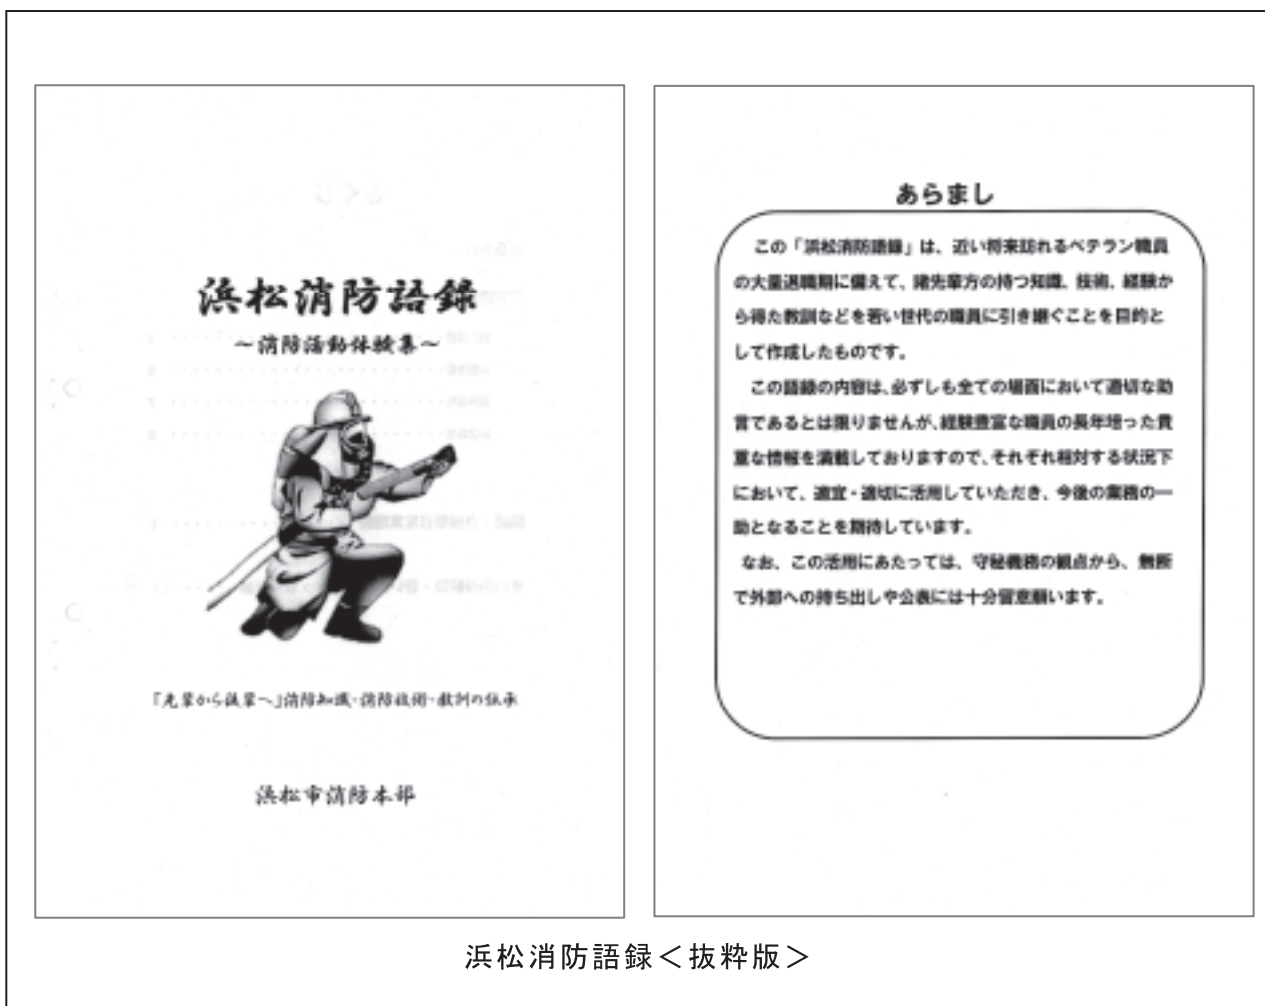 浜松消防語録
～消防活動体験集～
「先輩から後輩へ」消防知識・消防技術・教訓の伝承
浜松市消防本部
あらまし
この「浜松消防語録」は、近い将来訪れるベテラン職員
の大量退職期に備えて、諸先輩方の持つ知識、技術、経験か
ら得た教訓などを若い世代の職員に引き継ぐことを目的と
して作成したものです。
この語録の内容は、必ずしも全ての場面において適切な助
言であるとは限りませんが、経験豊富な職員の長年培った貴
重な情報を満載しておりますので、それぞれ相対する状況下
において、適宜・適切に活用していただき、今後の業務の一
助となることを期待しています。
なお、この活用にあたっては、守秘義務の観点から、無断
で外部への持ち出しや公表には十分留意願います。
浜松消防語録＜抜粋版＞